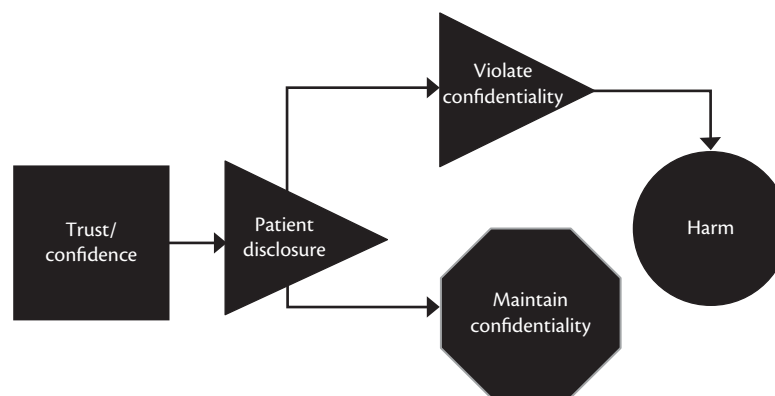 Trust/
confidence
Patient
disclosure
Violate
confidentiality
Maintain
confidentiality
Harm